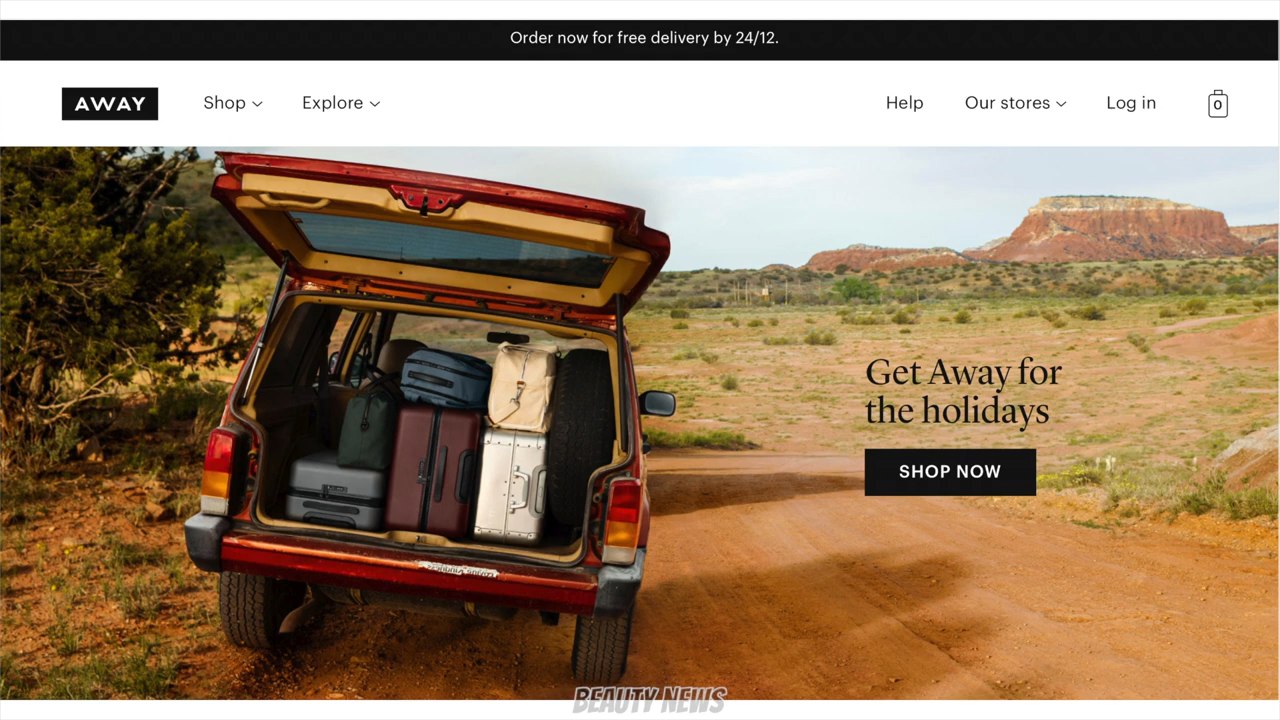 Order now for free delivery by 24/12.
AWAY
Shop
Explore
Help
Our stores
Log in
0
Get Away for
the holidays
SHOP NOW
BEAUTY NEWS